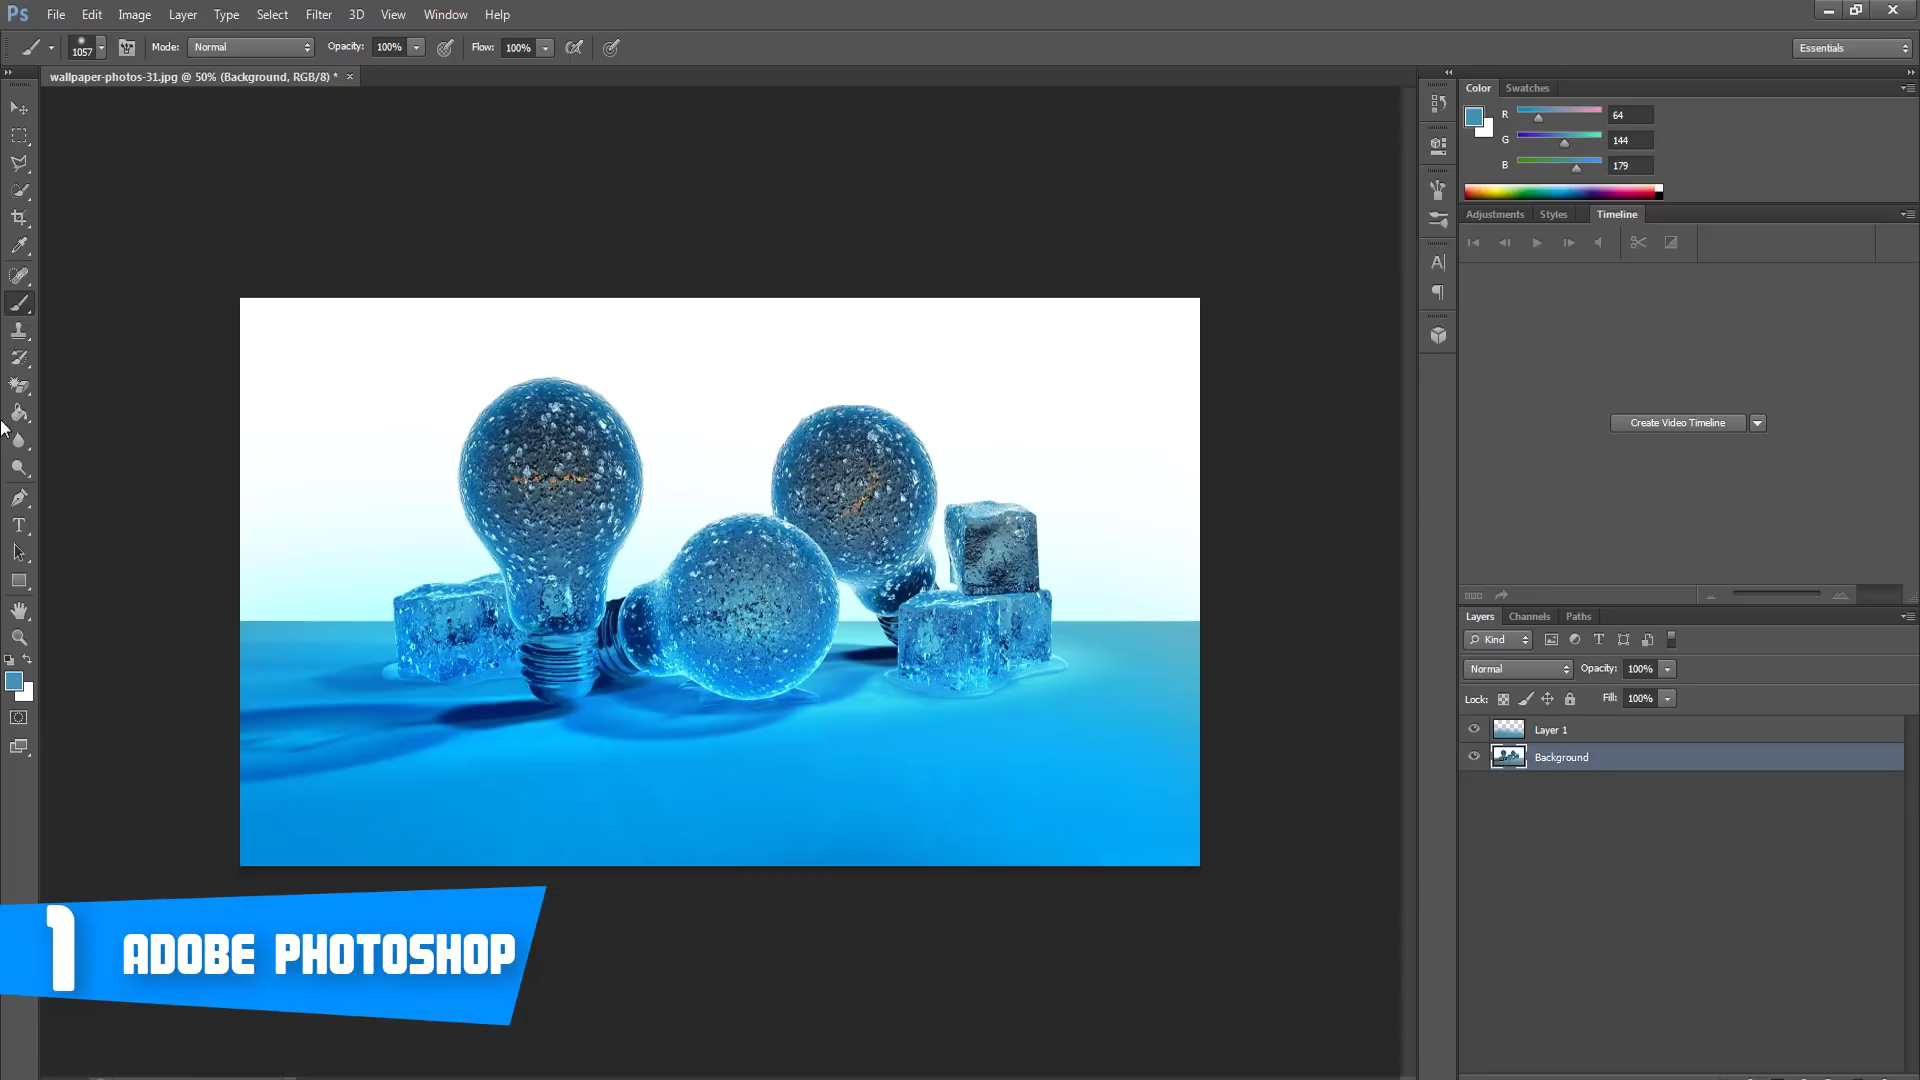 Ps File Edit Image Layer Type Select Filter 3D View Window Help
1057 Mode: Normal Opacity: 100% Flow: 100% Essentials
wallpaper-photos-31.jpg @ 50% (Background, RGB/8) * ×
Color Swatches
R 64
G 144
B 179
Adjustments Styles Timeline
Create Video Timeline
Layers Channels Paths
Kind
Normal Opacity: 100%
Lock: Fill: 100%
Layer 1
Background
1 ADOBE PHOTOSHOP